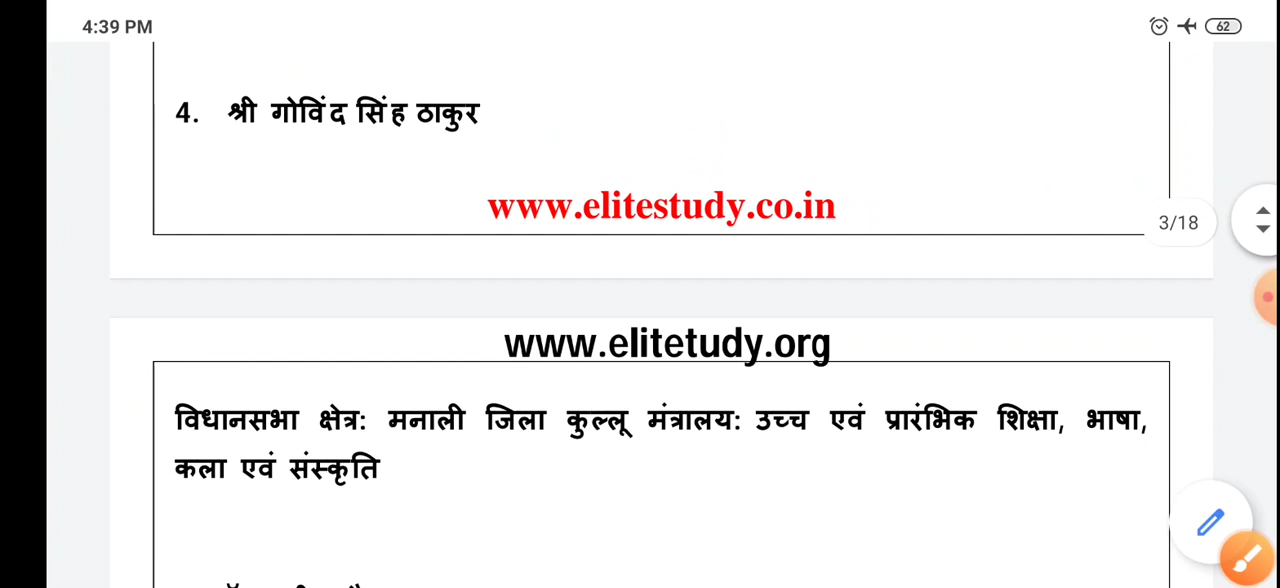 4:39 PM
62
4. श्री गोविंद सिंह ठाकुर
www.elitestudy.co.in
3/18
www.elitetudy.org
विधानसभा क्षेत्र: मनाली जिला कुल्लू मंत्रालय: उच्च एवं प्रारंभिक शिक्षा, भाषा,
कला एवं संस्कृति